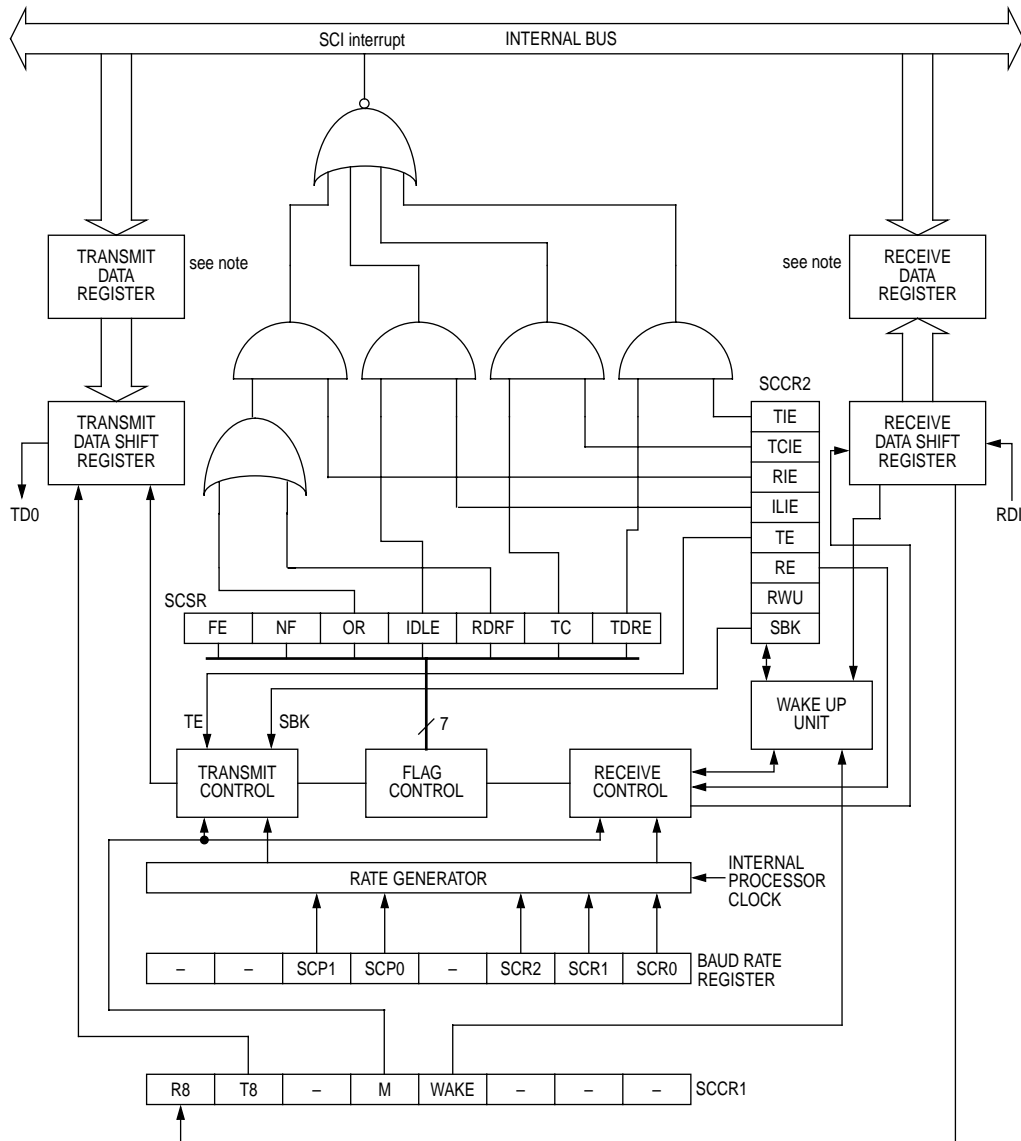 SCI interrupt
INTERNAL BUS
TRANSMIT
DATA
REGISTER
see note
see note
RECEIVE
DATA
REGISTER
TRANSMIT
DATA SHIFT
REGISTER
TD0
SCCR2
TIE
TCIE
RIE
ILIE
TE
RE
RWU
SBK
RECEIVE
DATA SHIFT
REGISTER
RDI
SCSR
FE
NF
OR
IDLE
RDRF
TC
TDRE
WAKE UP
UNIT
TE
SBK
7
TRANSMIT
CONTROL
FLAG
CONTROL
RECEIVE
CONTROL
RATE GENERATOR
INTERNAL
PROCESSOR
CLOCK
–
–
SCP1
SCP0
–
SCR2
SCR1
SCR0
BAUD RATE
REGISTER
R8
T8
–
M
WAKE
–
–
–
SCCR1